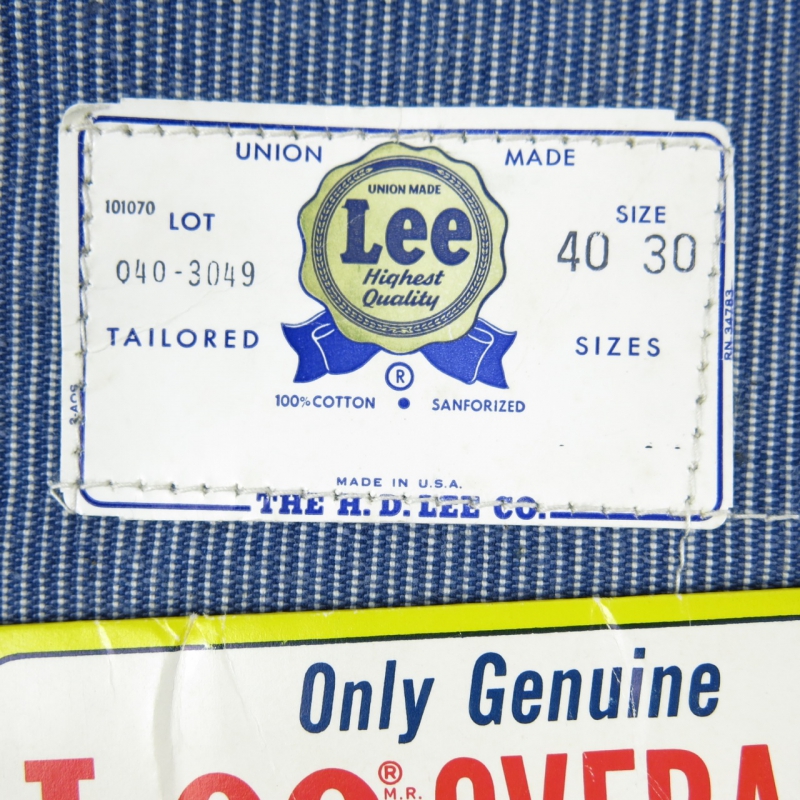 UNION MADE
UNION MADE
Lee
Highest
Quality
101070 LOT
040-3049
SIZE
40 30
TAILORED SIZES
®
100% COTTON • SANFORIZED
MADE IN U.S.A.
THE H. D. LEE CO.
RN 34783
Only Genuine
®
M.R.